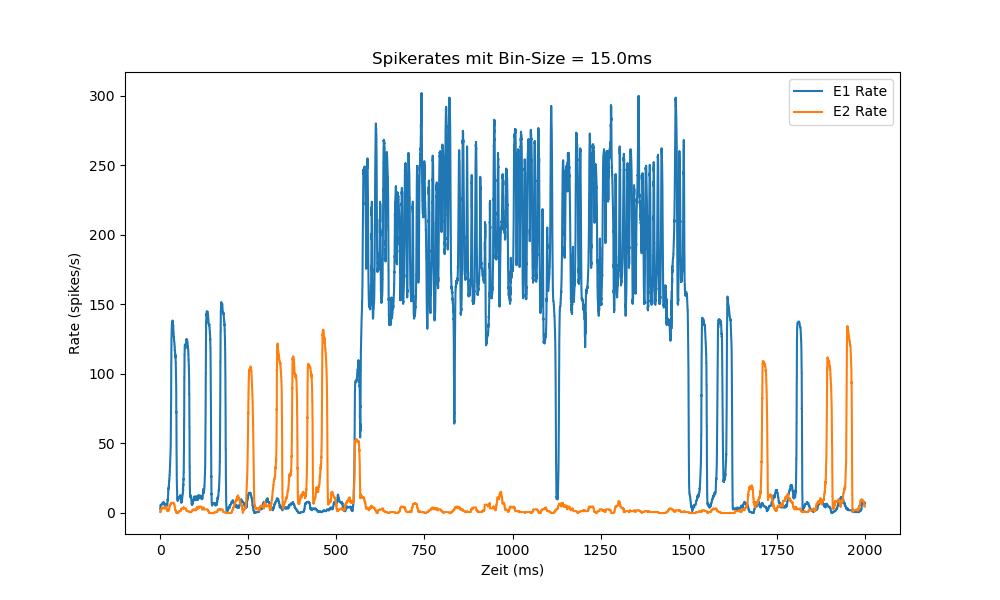 Spikerates mit Bin-Size = 15.0ms
E1 Rate
E2 Rate
300
250
200
150
100
50
0
Rate (spikes/s)
0 250 500 750 1000 1250 1500 1750 2000
Zeit (ms)